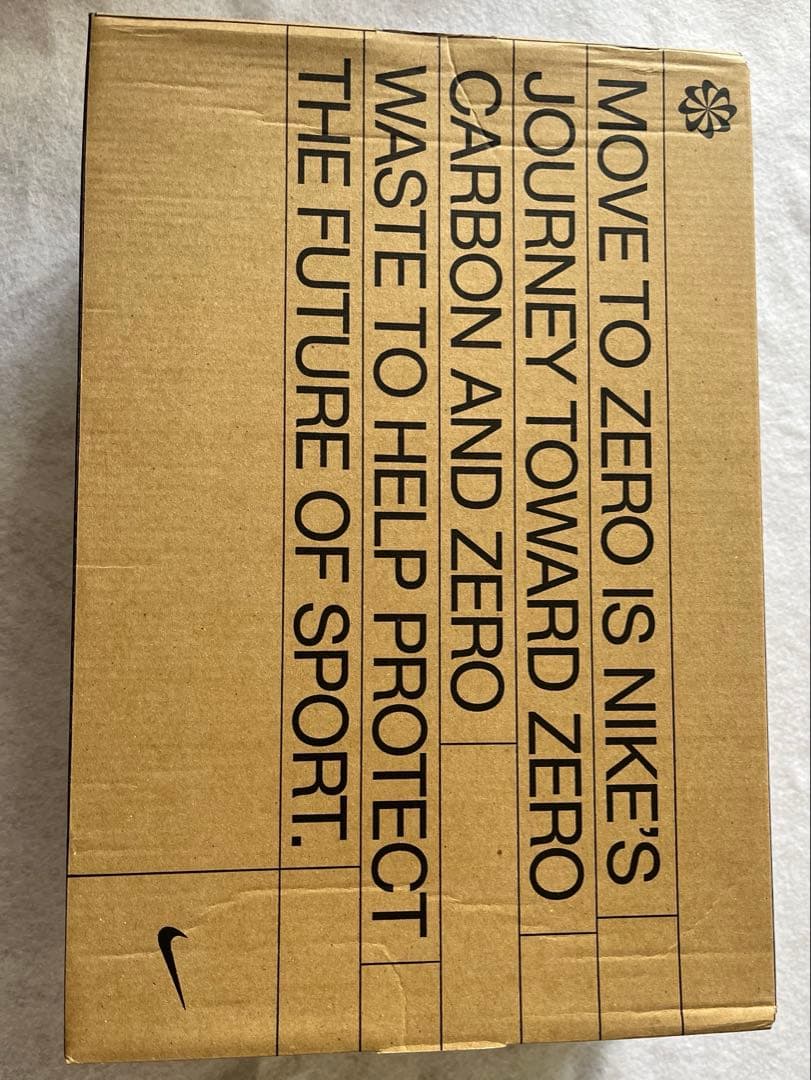 MOVE TO ZERO IS NIKE'S
JOURNEY TOWARD ZERO
CARBON AND ZERO
WASTE TO HELP PROTECT
THE FUTURE OF SPORT.